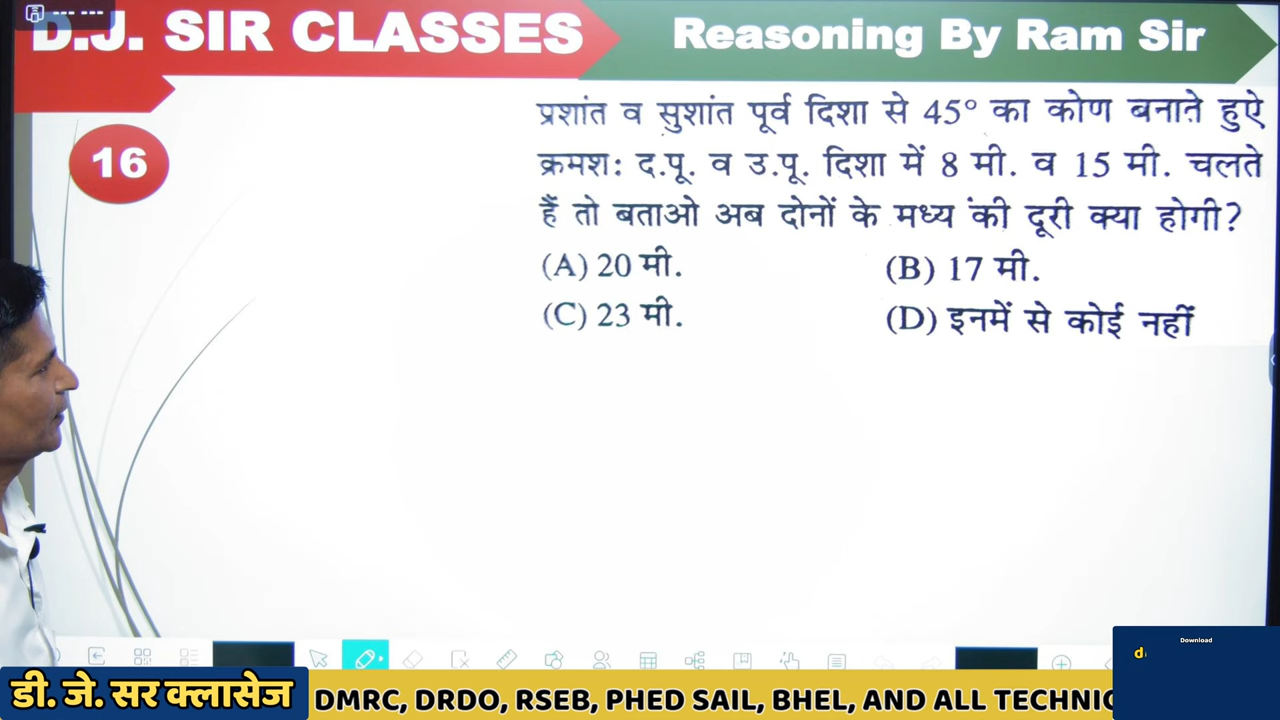 D.J. SIR CLASSES
Reasoning By Ram Sir
16
प्रशांत व सुशांत पूर्व दिशा से 45° का कोण बनाते हुऐ
क्रमश: द.पू. व उ.पू. दिशा में 8 मी. व 15 मी. चलते
हैं तो बताओ अब दोनों के मध्य की दूरी क्या होगी?
(A) 20 मी.
(B) 17 मी.
(C) 23 मी.
(D) इनमें से कोई नहीं
Download
डी. जे. सर क्लासेज
DMRC, DRDO, RSEB, PHED SAIL, BHEL, AND ALL TECHNIC